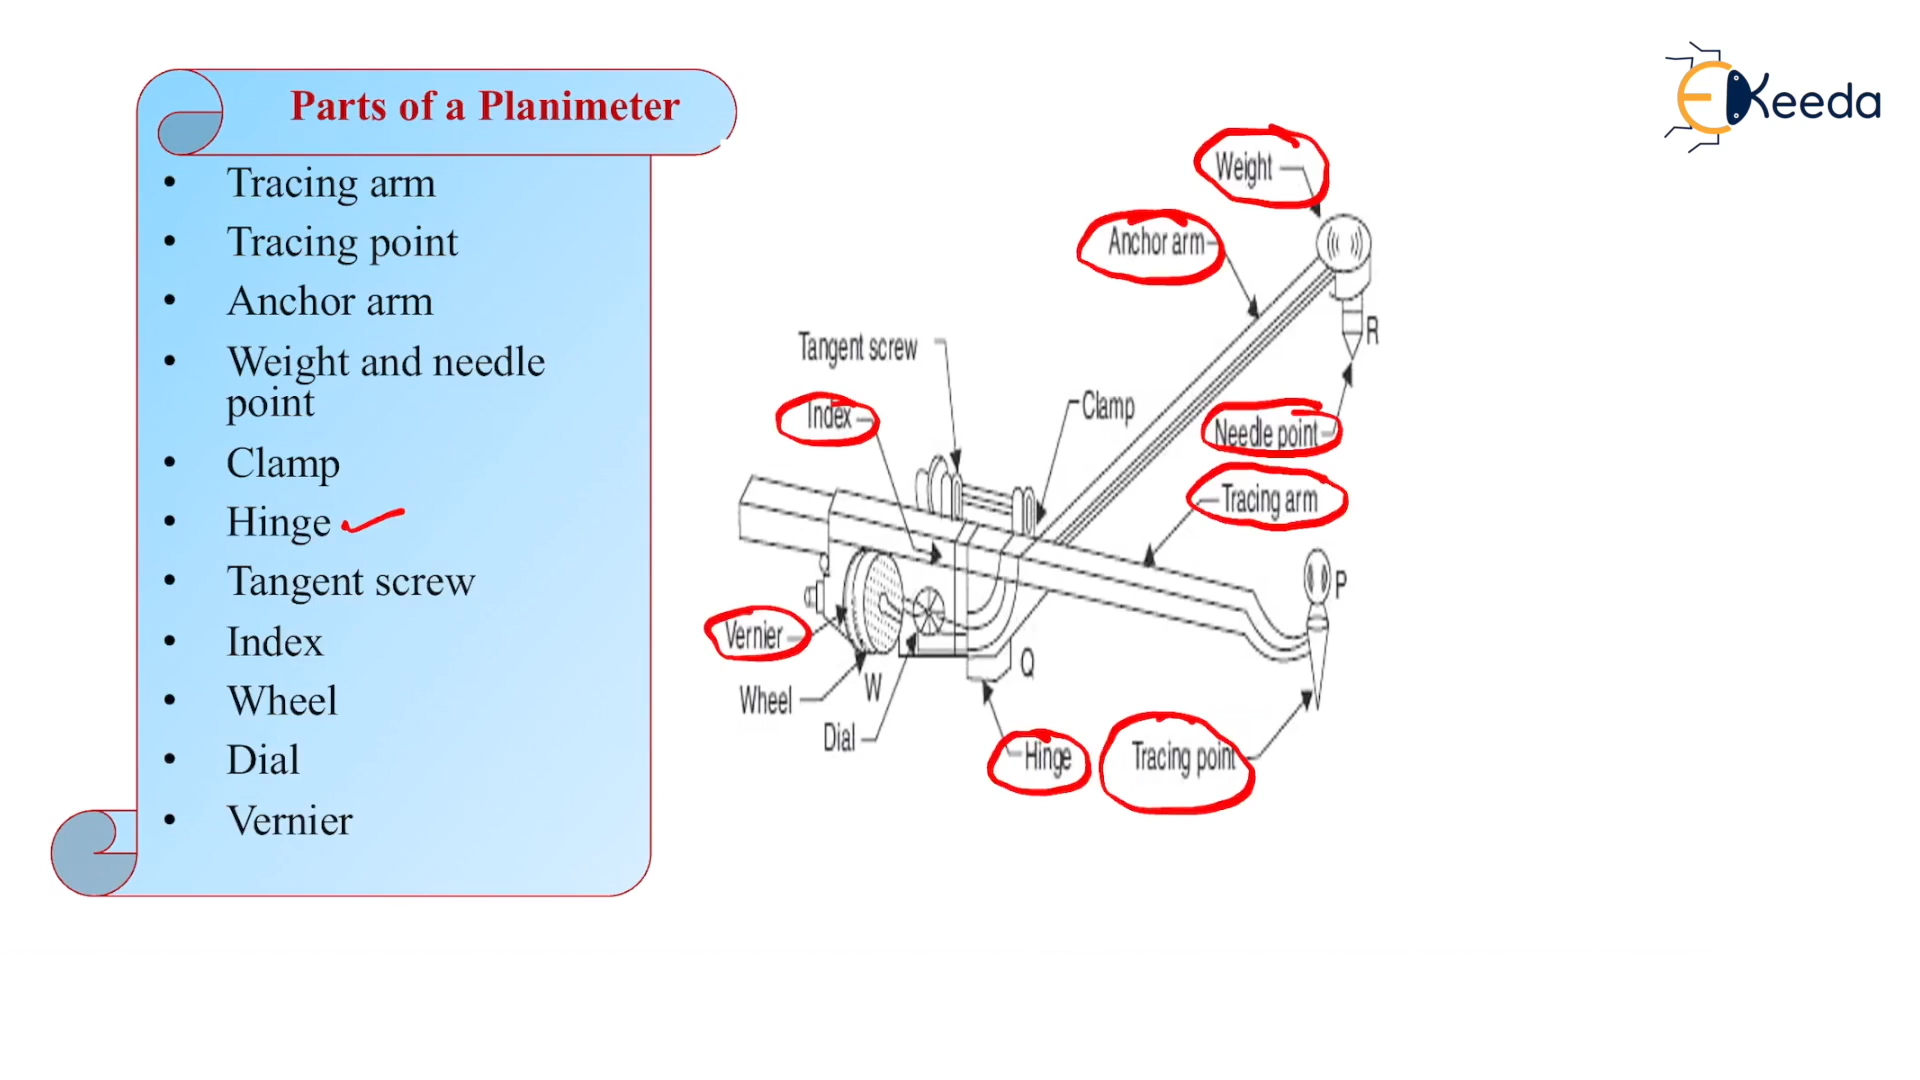 Parts of a Planimeter
• Tracing arm
• Tracing point
• Anchor arm
• Weight and needle
point
• Clamp
• Hinge
• Tangent screw
• Index
• Wheel
• Dial
• Vernier
Keeda
Weight
Anchor arm
R
Tangent screw
Clamp
Index
Needle point
Tracing arm
P
Vernier
Q
W
Wheel
Dial
Hinge
Tracing point